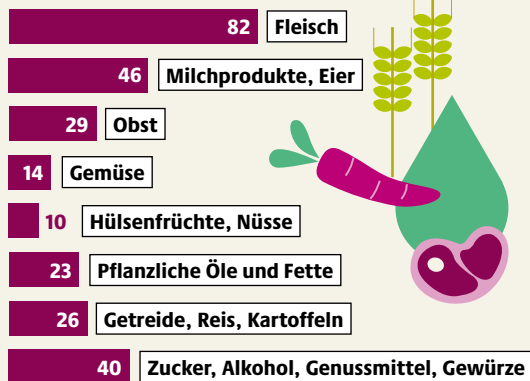 82 Fleisch
46 Milchprodukte, Eier
29 Obst
14 Gemüse
10 Hülsenfrüchte, Nüsse
23 Pflanzliche Öle und Fette
26 Getreide, Reis, Kartoffeln
40 Zucker, Alkohol, Genussmittel, Gewürze